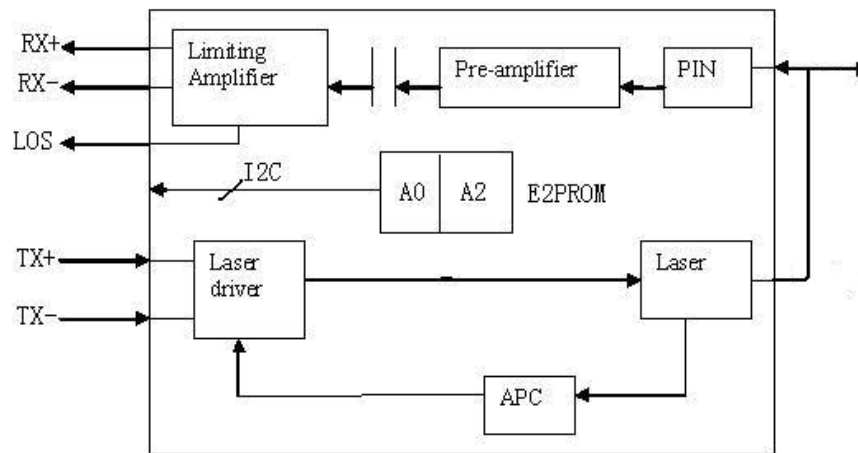 RX+
RX-
LOS
Limiting
Amplifier
Pre-amplifier
PIN
I2C
A0
A2
E2PROM
TX+
TX-
Laser
driver
Laser
APC